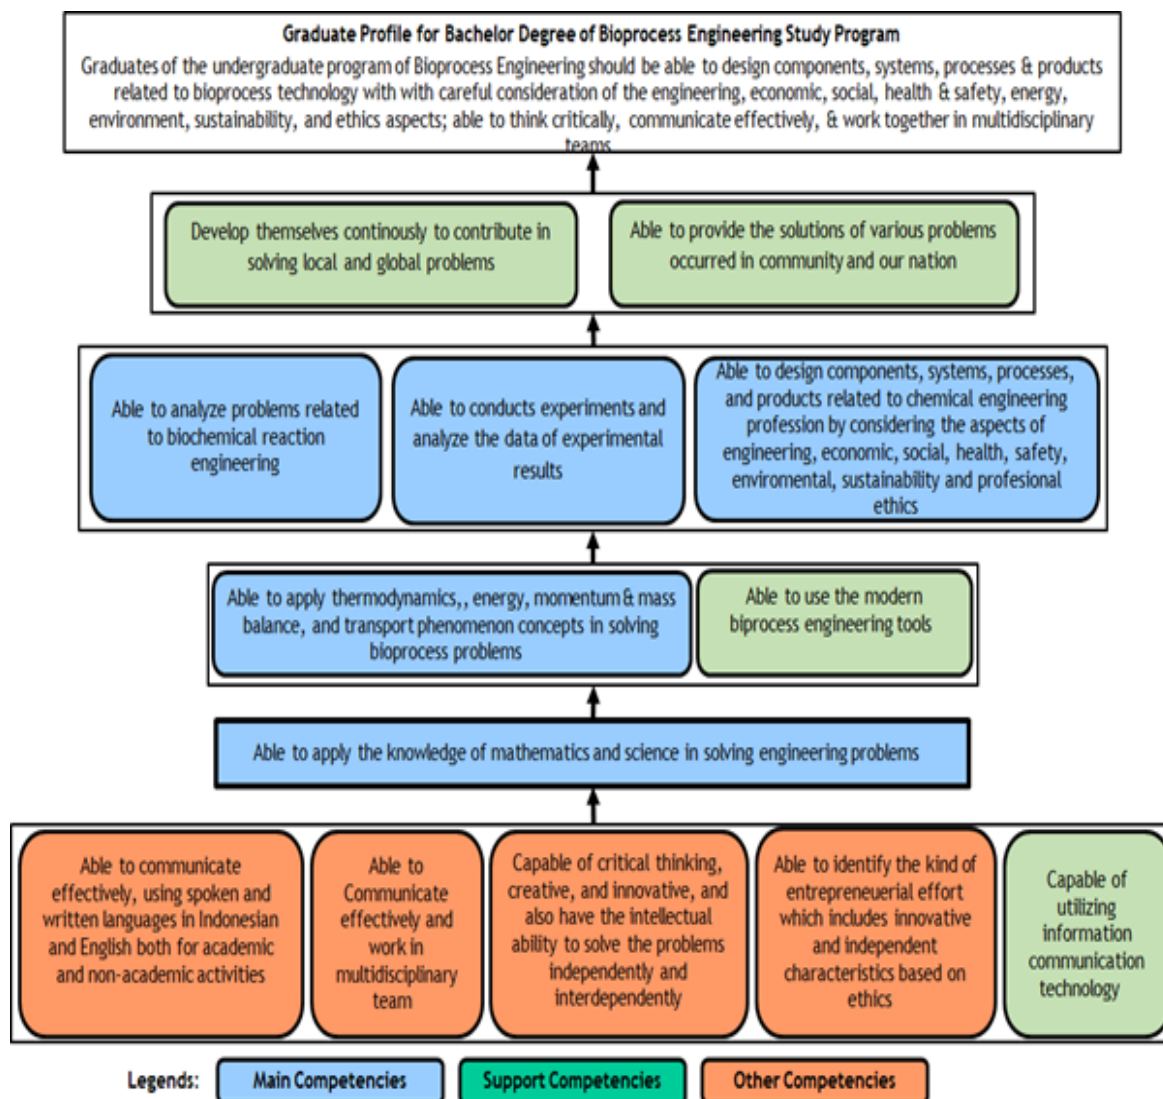 Graduate Profile for Bachelor Degree of Bioprocess Engineering Study Program
Graduates of the undergraduate program of Bioprocess Engineering should be able to design components, systems, processes & products
related to bioprocess technology with with careful consideration of the engineering, economic, social, health & safety, energy,
environment, sustainability, and ethics aspects; able to think critically, communicate effectively, & work together in multidisciplinary
teams
Develop themselves continously to contribute in
solving local and global problems
Able to provide the solutions of various problems
occurred in community and our nation
Able to analyze problems related
to biochemical reaction
engineering
Able to conducts experiments and
analyze the data of experimental
results
Able to design components, systems, processes,
and products related to chemical engineering
profession by considering the aspects of
engineering, economic, social, health, safety,
enviromental, sustainability and profesional
ethics
Able to apply thermodynamics,, energy, momentum & mass
balance, and transport phenomenon concepts in solving
bioprocess problems
Able to use the modern
biprocess engineering tools
Able to apply the knowledge of mathematics and science in solving engineering problems
Able to communicate
effectively, using spoken and
written languages in Indonesian
and English both for academic
and non-academic activities
Able to
Communicate
effectively and
work in
multidisciplinary
team
Capable of critical thinking,
creative, and innovative, and
also have the intellectual
ability to solve the problems
independently and
interdependently
Able to identify the kind of
entrepreneuerial effort
which includes innovative
and independent
characteristics based on
ethics
Capable of
utilizing
information
communication
technology
Legends:
Main Competencies
Support Competencies
Other Competencies